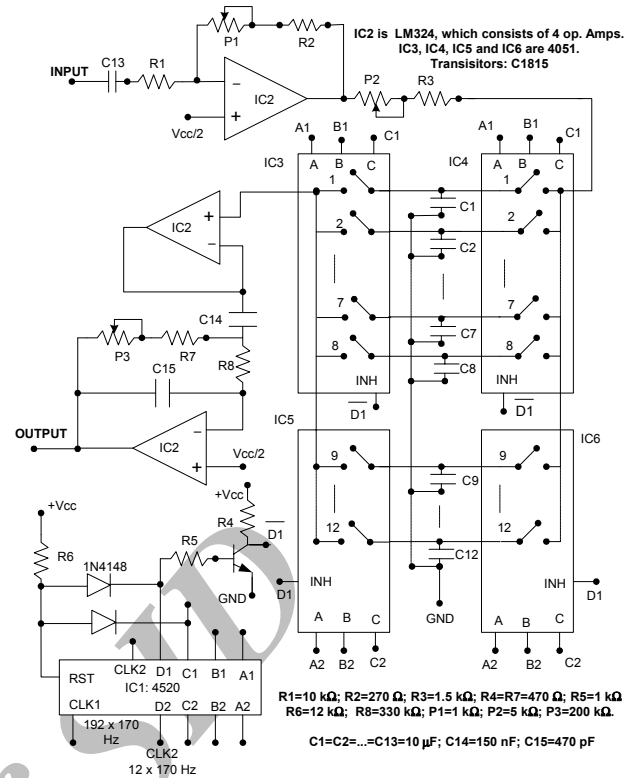 IC2 is LM324, which consists of 4 op. Amps.
IC3, IC4, IC5 and IC6 are 4051.
Transisitors: C1815
P1
R2
C13
R1
INPUT
IC2
Vcc/2
P2
R3
A1
B1
C1
A1
B1
C1
IC3
A B C
IC4
A B C
1
C1
1
2
C2
2
7
C7
7
8
C8
8
INH
INH
D1
D1
C14
P3
R7
R8
C15
IC2
OUTPUT
Vcc/2
IC5
IC6
9
C9
9
12
C12
12
+Vcc
R4
D1
GND
+Vcc
R6
1N4148
R5
D1
INH
INH
D1
GND
A B C
A B C
A2
B2
C2
A2
B2
C2
CLK2
D1
C1
B1
A1
RST
IC1: 4520
CLK1
D2
C2
B2
A2
192 x 170
Hz
CLK2
12 x 170 Hz
R1=10 kΩ; R2=270 Ω; R3=1.5 kΩ; R4=R7=470 Ω; R5=1 kΩ
R6=12 kΩ; R8=330 kΩ; P1=1 kΩ; P2=5 kΩ; P3=200 kΩ.
C1=C2=...=C13=10 μF; C14=150 nF; C15=470 pF
IC2
SID